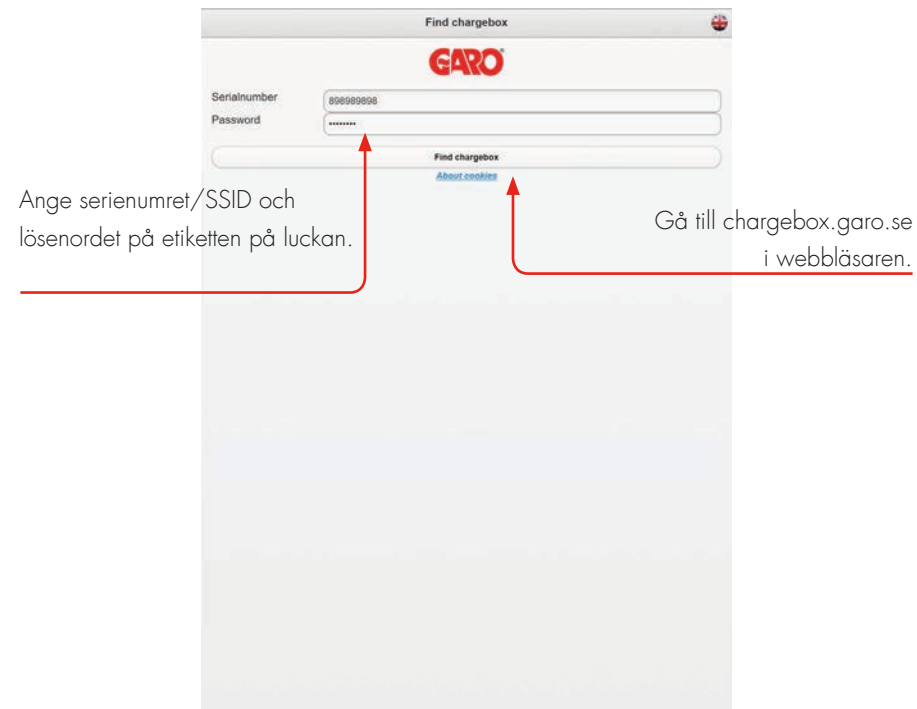 Find chargebox
GARO
Serialnumber
898989898
Password
••••••••
Find chargebox
About cookies
Ange serienumret/SSID och
lösenordet på etiketten på luckan.
Gå till chargebox.garo.se
i webbläsaren.